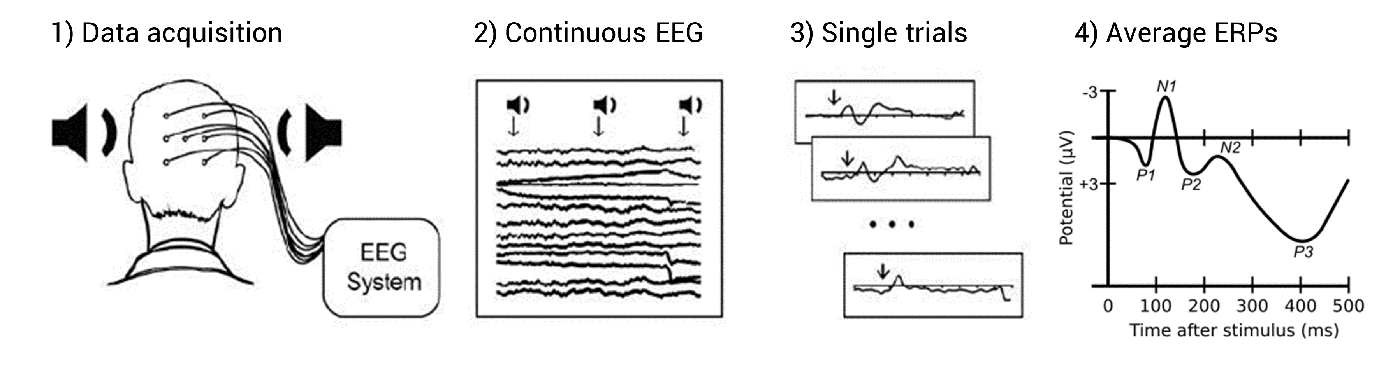 1) Data acquisition
2) Continuous EEG
3) Single trials
4) Average ERPs
EEG
System
• • •
Potential (µV)
-3
+3
N1
P1
P2
N2
P3
0 100 200 300 400 500
Time after stimulus (ms)